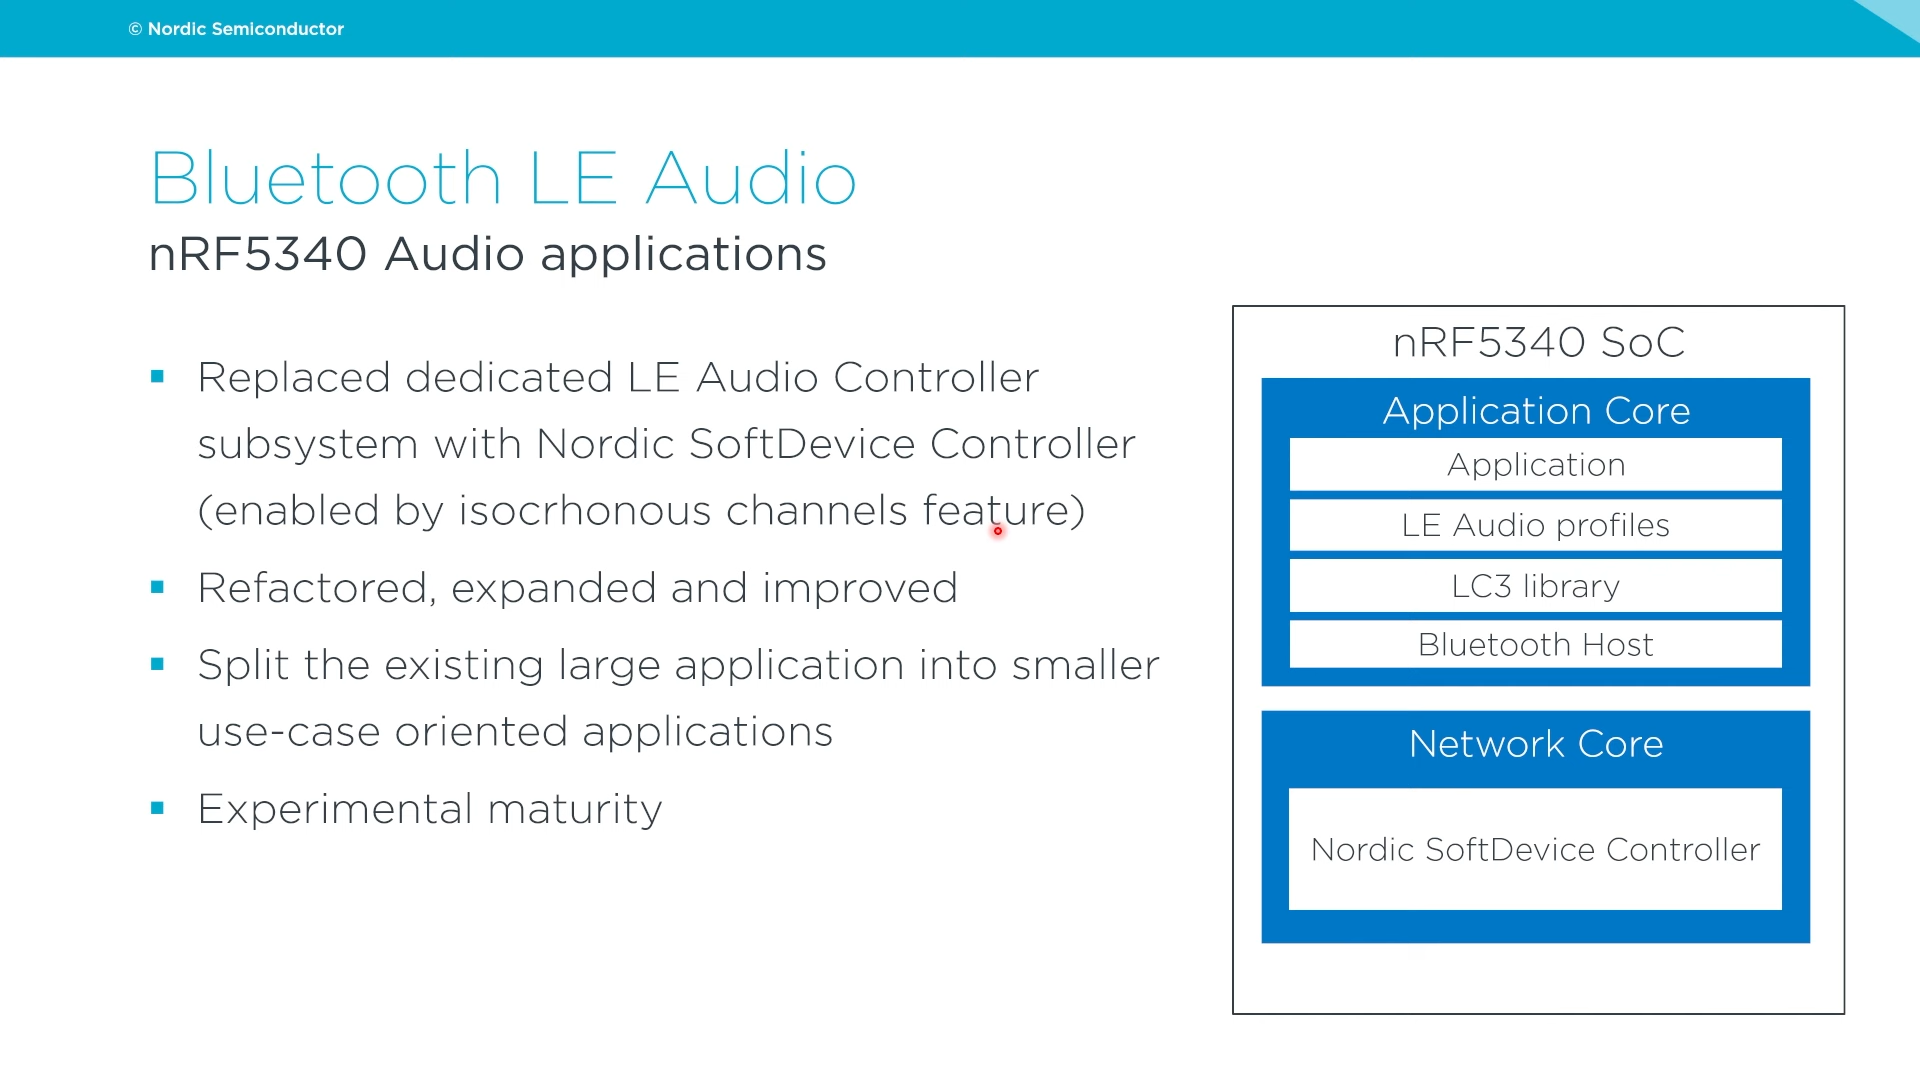 © Nordic Semiconductor
Bluetooth LE Audio
nRF5340 Audio applications
Replaced dedicated LE Audio Controller
subsystem with Nordic SoftDevice Controller
(enabled by isocrhonous channels feature)
Refactored, expanded and improved
Split the existing large application into smaller
use-case oriented applications
Experimental maturity
nRF5340 SoC
Application Core
Application
LE Audio profiles
LC3 library
Bluetooth Host
Network Core
Nordic SoftDevice Controller